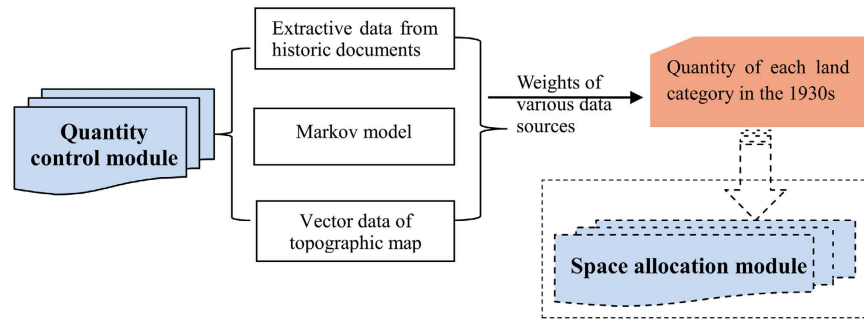 Quantity
control module
Extractive data from
historic documents
Markov model
Vector data of
topographic map
Weights of
various data
sources
Quantity of each land
category in the 1930s
Space allocation module